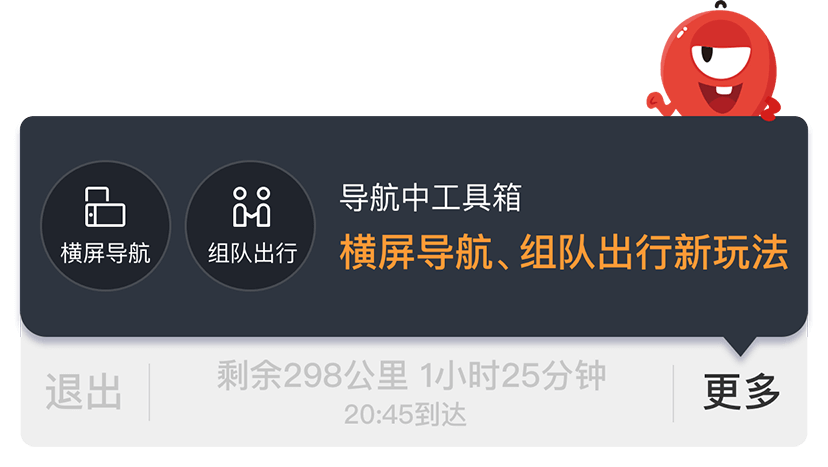 导航中工具箱
横屏导航、组队出行新玩法
横屏导航
组队出行
退出
剩余298公里 1小时25分钟
20:45到达
更多